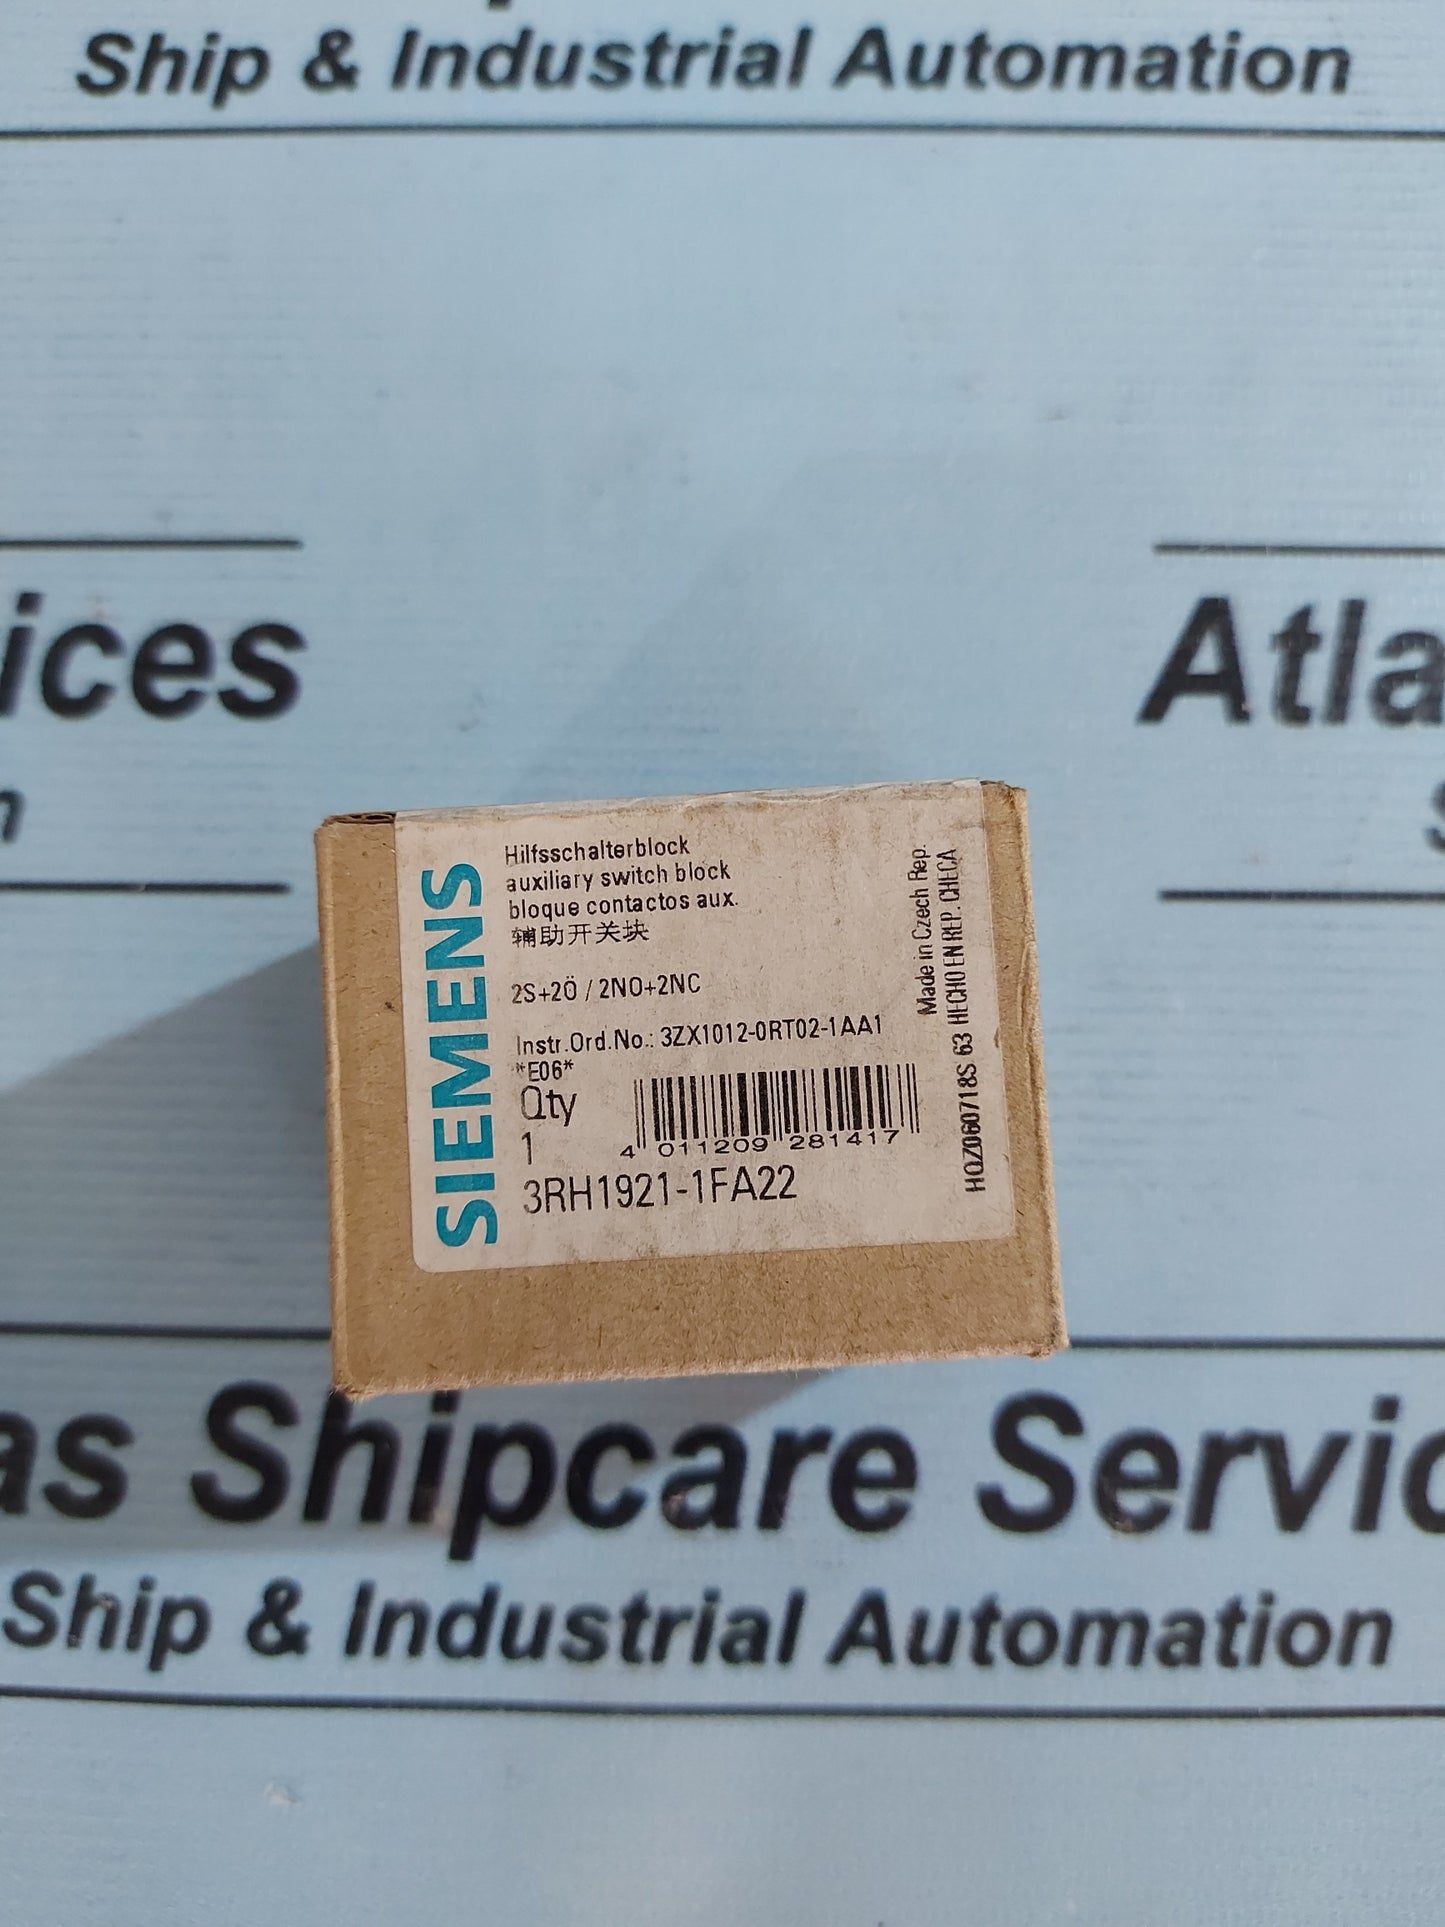 Ship & Industrial Automation
ices
Atla
SIEMENS
Hilfsschalterblock
auxiliary switch block
bloque contactos aux.
辅助开关块
2S+2Ö / 2NO+2NC
Instr.Ord.No.: 3ZX1012-0RT02-1AA1
*E06*
Qty
1
4 011209 281417
3RH1921-1FA22
Made in Czech Rep.
HECHO EN REP. CHECA
HQZ060718S 63
as Shipcare Servic
Ship & Industrial Automation